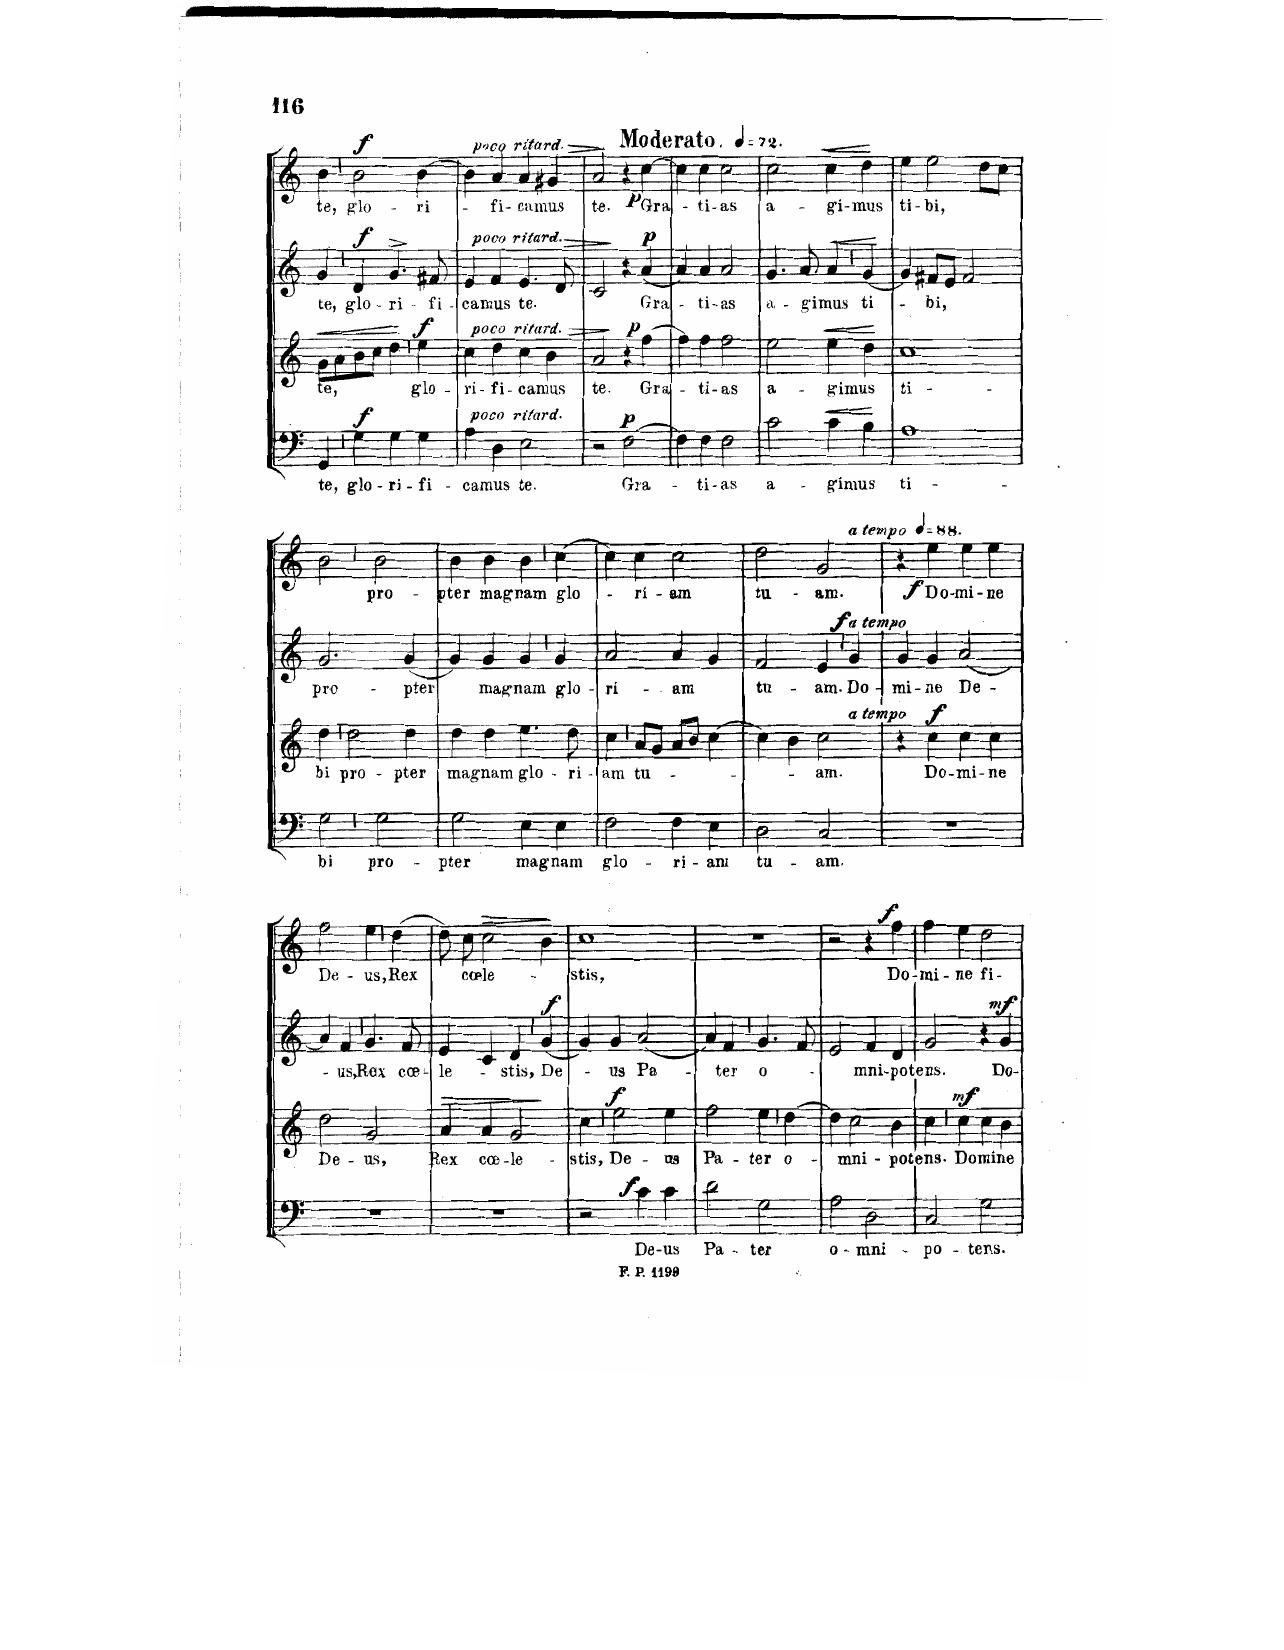 116
f poco ritard. Moderato. ♩=72.
te, glo - ri - fi-camus te. p Gra - ti-as a - gi-mus ti-bi,
f poco ritard. p
te, glo-ri-fi-camus te. Gra - ti-as a-gimus ti - bi,
f poco ritard. p
te, glo-ri-fi-camus te. Gra - ti-as a - gimus ti -
f poco ritard. p
te, glo-ri-fi-camus te. Gra - ti-as a - gimus ti -
a tempo ♩=88.
pro - pter magnam glo - ri-am tu - am. f Do-mi-ne
f a tempo
pro - pter magnam glo-ri - am tu - am. Do-mi-ne De-
a tempo f
bi pro-pter magnam glo-ri-am tu - am. Do-mi-ne
bi pro - pter magnam glo - ri-am tu - am.
f
De-us, Rex cœle - stis, Do-mi-ne fi-
f mf
-us, Rex cœ-le - stis, De - us Pa - ter o - mni-potens. Do-
f mf
De - us, Rex cœ-le - stis, De - us Pa-ter o - mni-potens. Domine
f
De-us Pa - ter o-mni - po - tens.
F. P. 1199